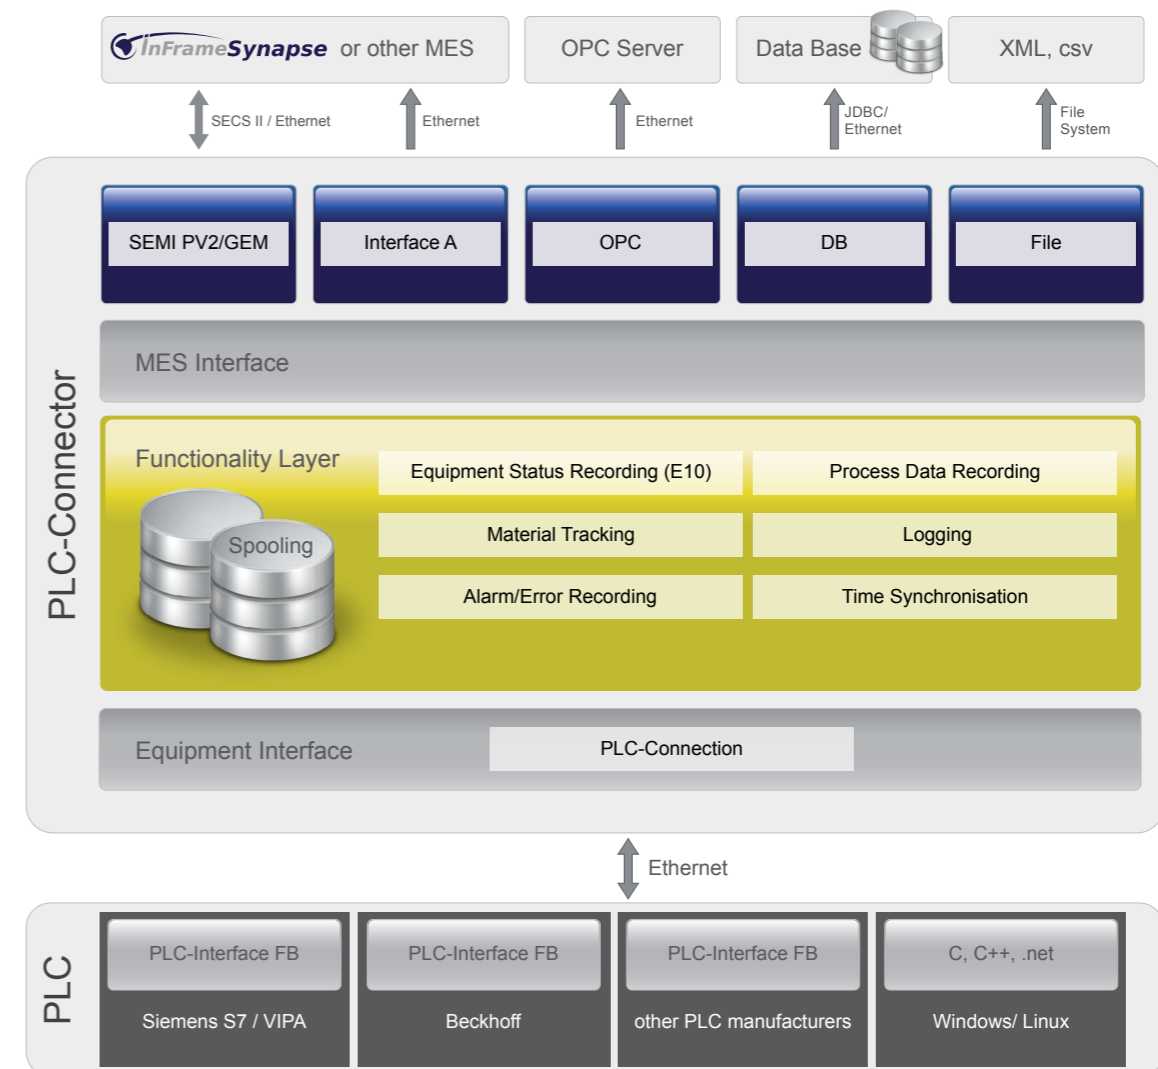 InFrameSynapse or other MES
OPC Server
Data Base
XML, csv
SECS II / Ethernet
Ethernet
Ethernet
JDBC/
Ethernet
File
System
PLC-Connector
SEMI PV2/GEM
Interface A
OPC
DB
File
MES Interface
Functionality Layer
Spooling
Equipment Status Recording (E10)
Process Data Recording
Material Tracking
Logging
Alarm/Error Recording
Time Synchronisation
Equipment Interface
PLC-Connection
Ethernet
PLC
PLC-Interface FB
PLC-Interface FB
PLC-Interface FB
C, C++, .net
Siemens S7 / VIPA
Beckhoff
other PLC manufacturers
Windows/ Linux